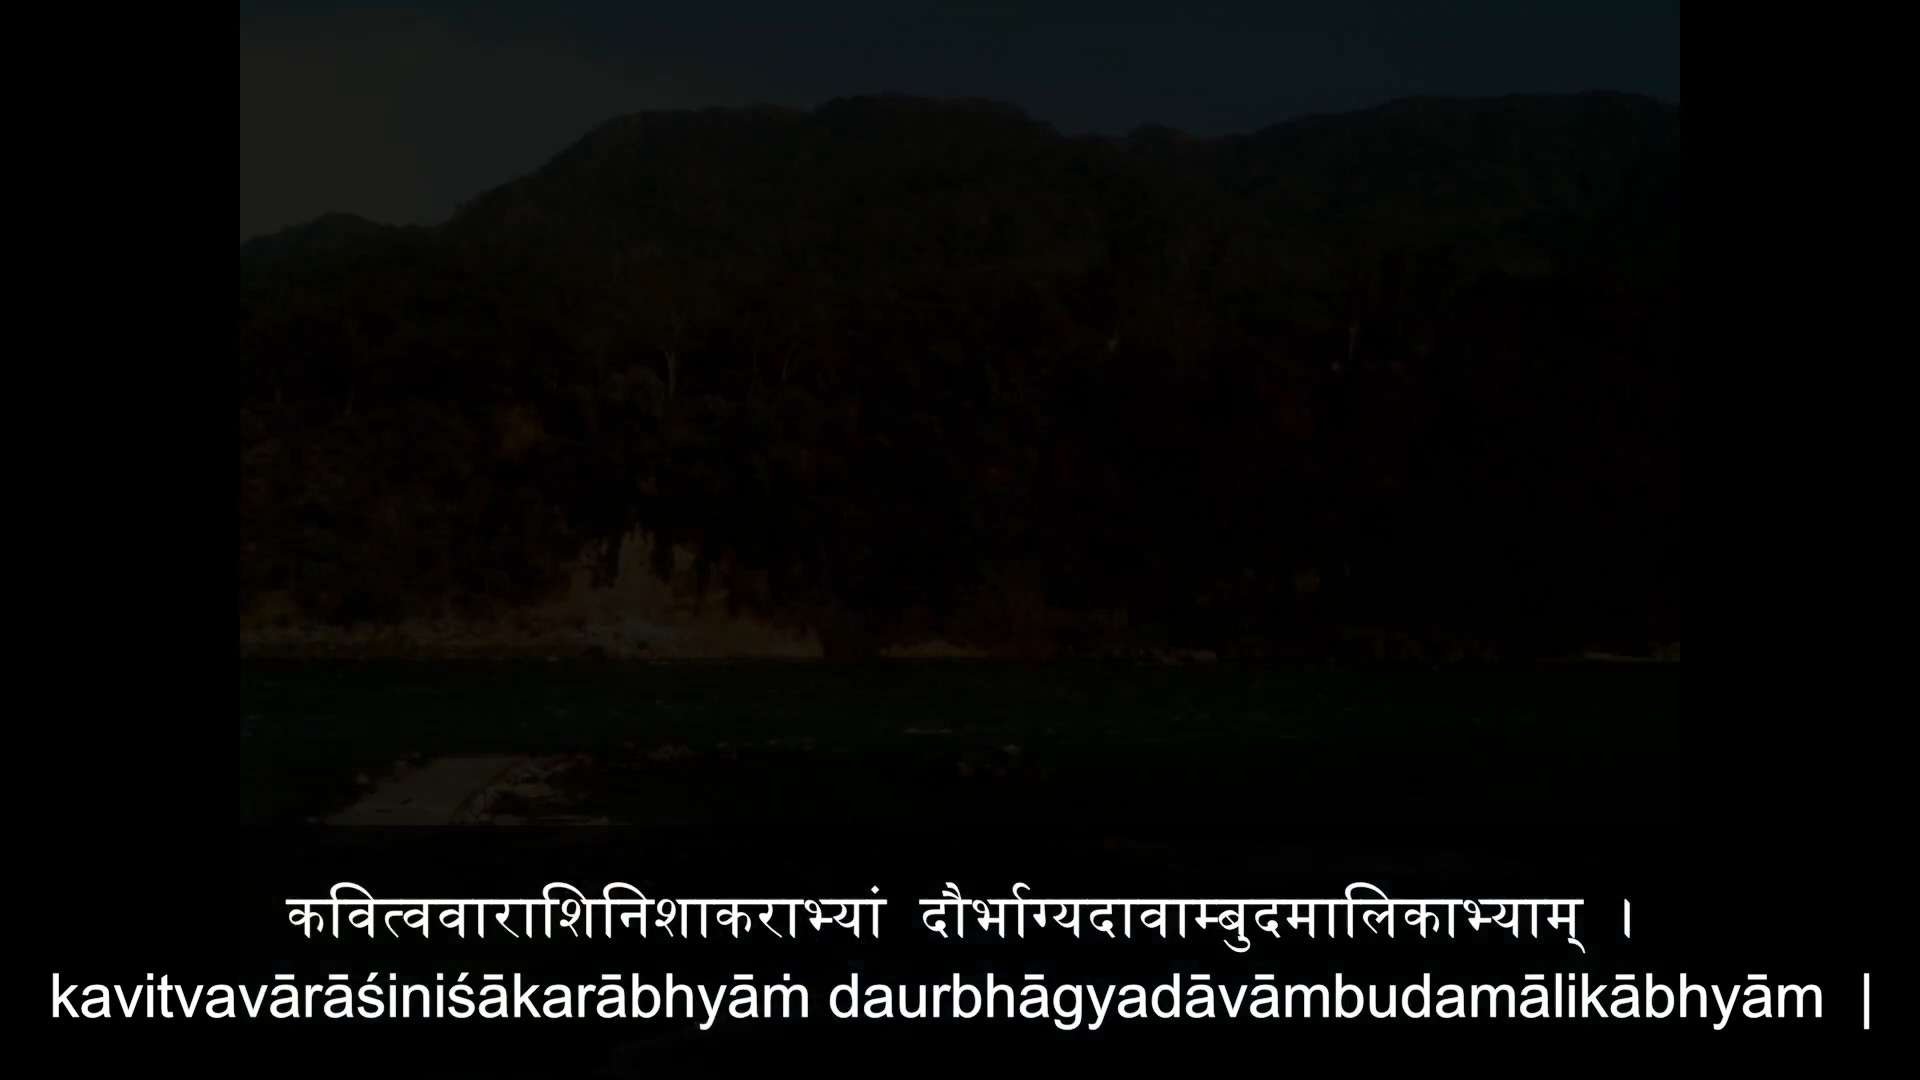 कवित्ववाराशिनिशाकराभ्यां दौर्भाग्यदावाम्बुदमालिकाभ्याम् ।
kavitvavārāśiniśākarābhyāṁ daurbhāgyadāvāmbudamālikābhyām |